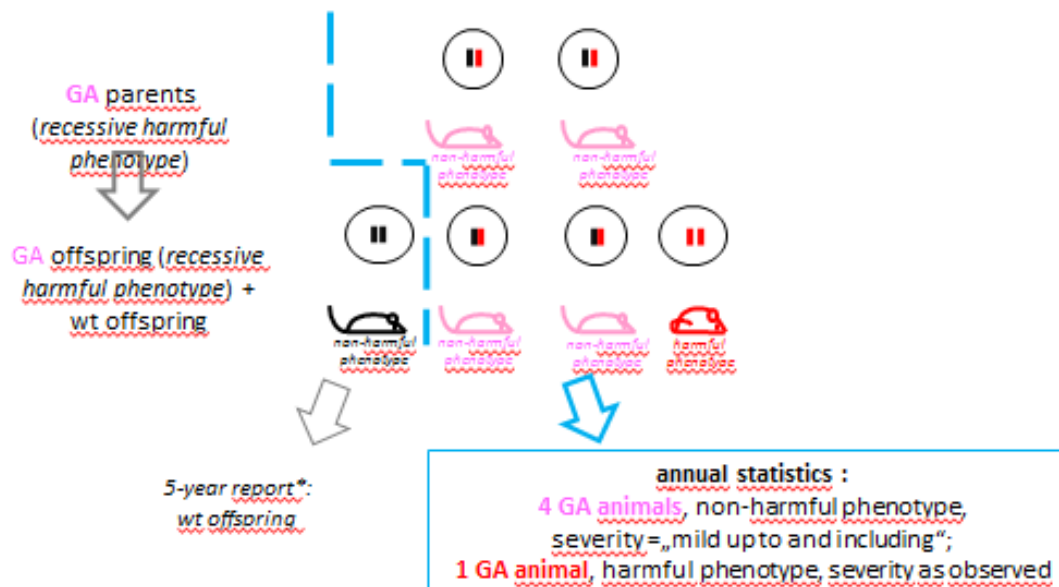 GA parents
(recessive harmful
phenotype)
non-harmful
phenotype
non-harmful
phenotype
GA offspring (recessive
harmful phenotype) +
wt offspring
non-harmful
phenotype
non-harmful
phenotype
non-harmful
phenotype
harmful
phenotype
5-year report*:
wt offspring
annual statistics :
4 GA animals, non-harmful phenotype,
severity=„mild up to and including“;
1 GA animal, harmful phenotype, severity as observed